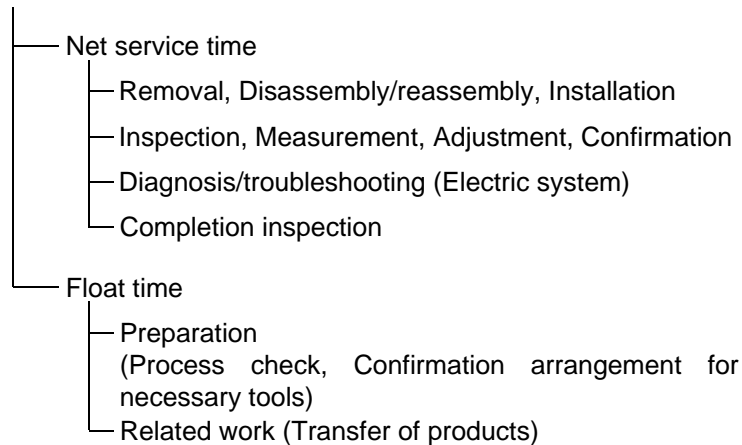 Net service time
Removal, Disassembly/reassembly, Installation
Inspection, Measurement, Adjustment, Confirmation
Diagnosis/troubleshooting (Electric system)
Completion inspection
Float time
Preparation
(Process check, Confirmation arrangement for
necessary tools)
Related work (Transfer of products)